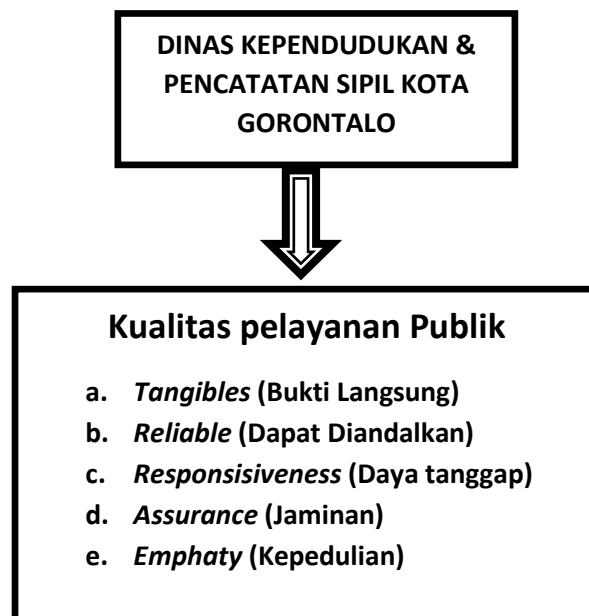 DINAS KEPENDUDUKAN &
PENCATATAN SIPIL KOTA
GORONTALO
Kualitas pelayanan Publik
a. Tangibles (Bukti Langsung)
b. Reliable (Dapat Diandalkan)
c. Responsisiveness (Daya tanggap)
d. Assurance (Jaminan)
e. Emphaty (Kepedulian)